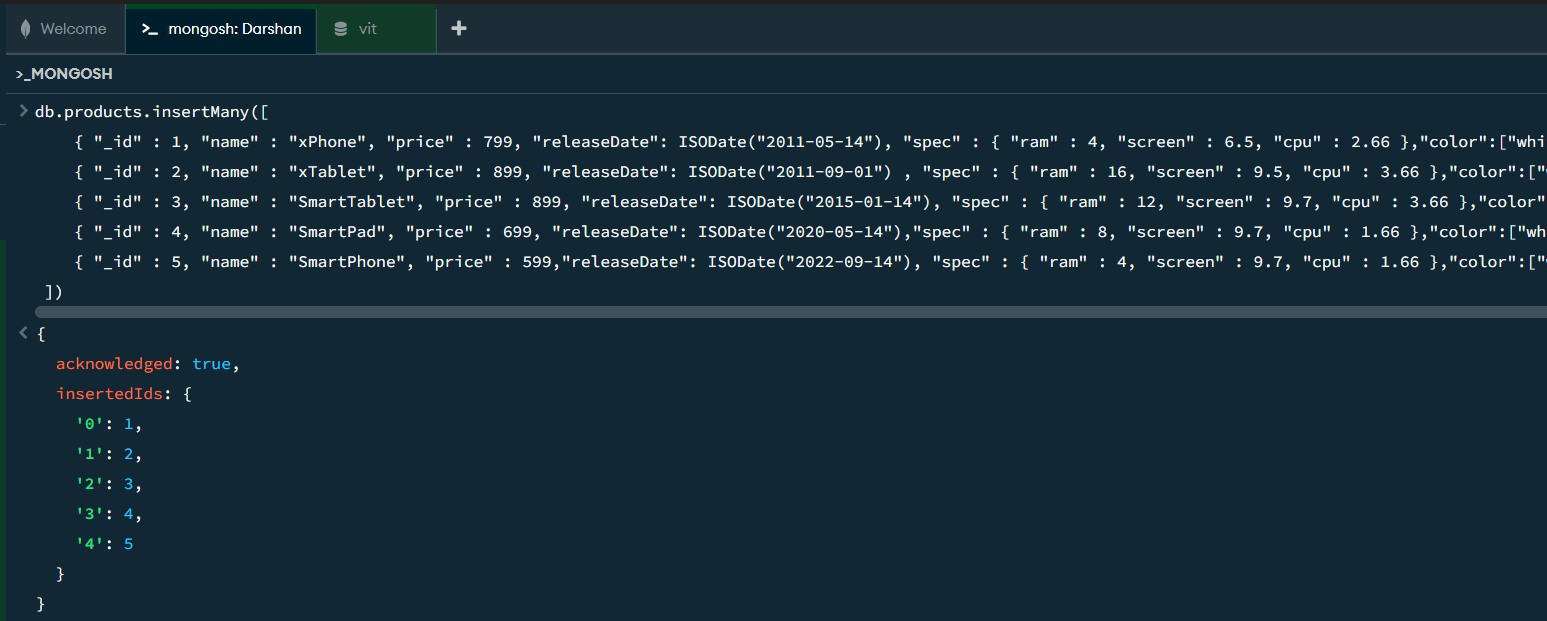 Welcome
>_ mongosh: Darshan
vit
+
>_MONGOSH
> db.products.insertMany([
{ "_id" : 1, "name" : "xPhone", "price" : 799, "releaseDate": ISODate("2011-05-14"), "spec" : { "ram" : 4, "screen" : 6.5, "cpu" : 2.66 },"color":["whi
{ "_id" : 2, "name" : "xTablet", "price" : 899, "releaseDate": ISODate("2011-09-01") , "spec" : { "ram" : 16, "screen" : 9.5, "cpu" : 3.66 },"color":["
{ "_id" : 3, "name" : "SmartTablet", "price" : 899, "releaseDate": ISODate("2015-01-14"), "spec" : { "ram" : 12, "screen" : 9.7, "cpu" : 3.66 },"color"
{ "_id" : 4, "name" : "SmartPad", "price" : 699, "releaseDate": ISODate("2020-05-14"),"spec" : { "ram" : 8, "screen" : 9.7, "cpu" : 1.66 },"color":["wh
{ "_id" : 5, "name" : "SmartPhone", "price" : 599,"releaseDate": ISODate("2022-09-14"), "spec" : { "ram" : 4, "screen" : 9.7, "cpu" : 1.66 },"color":["
])
< {
acknowledged: true,
insertedIds: {
'0': 1,
'1': 2,
'2': 3,
'3': 4,
'4': 5
}
}